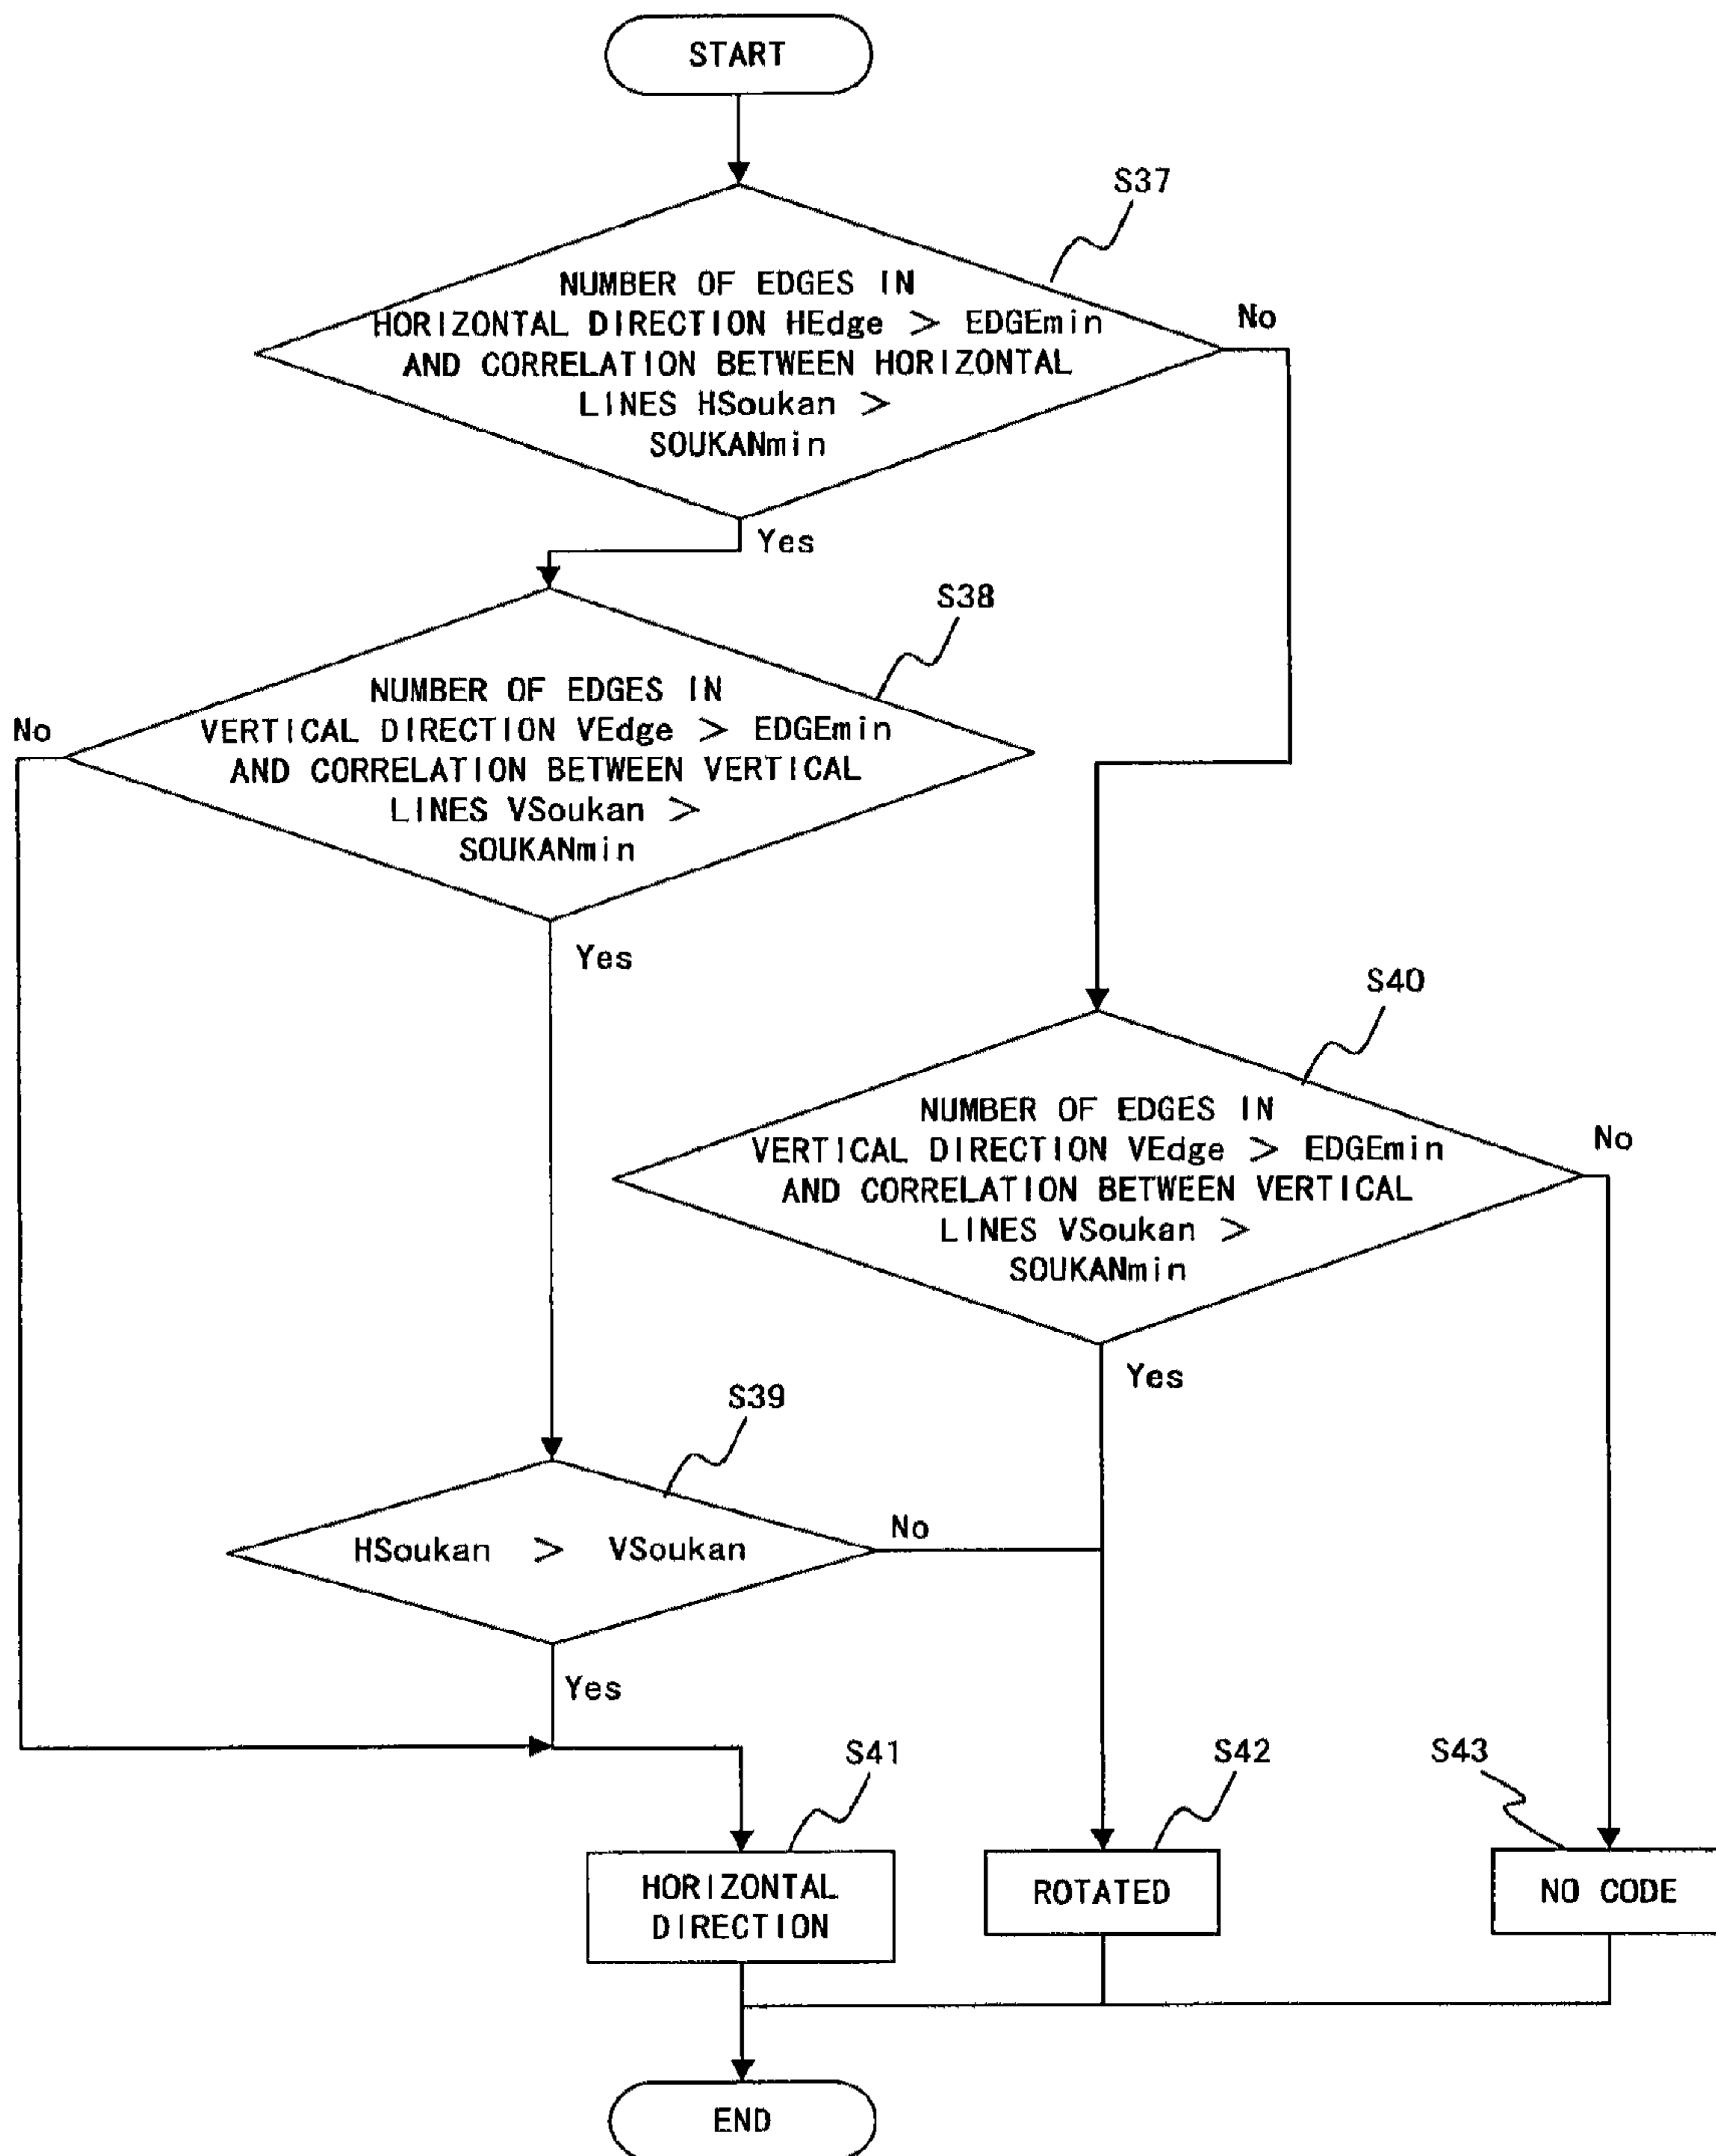 START
S37
NUMBER OF EDGES IN
HORIZONTAL DIRECTION HEdge > EDGEmin
AND CORRELATION BETWEEN HORIZONTAL
LINES HSoukan >
SOUKANmin
No
Yes
S38
NUMBER OF EDGES IN
VERTICAL DIRECTION VEdge > EDGEmin
AND CORRELATION BETWEEN VERTICAL
LINES VSoukan >
SOUKANmin
No
Yes
S40
NUMBER OF EDGES IN
VERTICAL DIRECTION VEdge > EDGEmin
AND CORRELATION BETWEEN VERTICAL
LINES VSoukan >
SOUKANmin
No
Yes
S39
HSoukan > VSoukan
No
Yes
S41
HORIZONTAL
DIRECTION
S42
ROTATED
S43
NO CODE
END